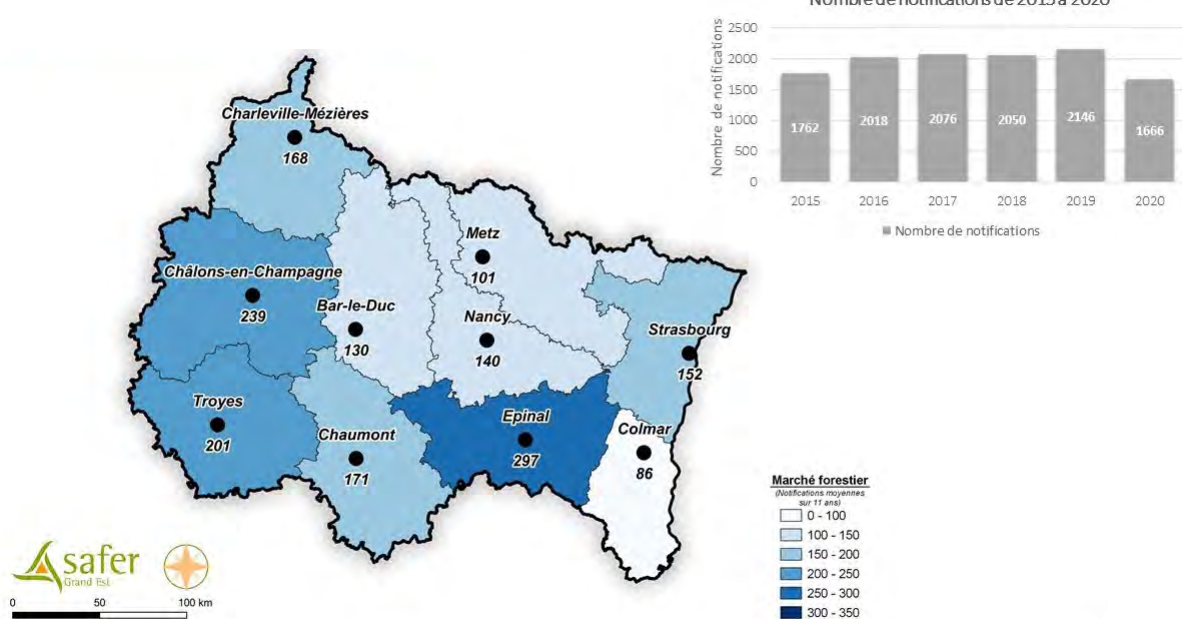 Nombre de notifications de 2015 à 2020
Nombre de notifications
2500
2000
1500
1000
500
0
1762
2018
2076
2050
2146
1666
2015 2016 2017 2018 2019 2020
Nombre de notifications
Charleville-Mézières
168
Metz
101
Châlons-en-Champagne
239
Bar-le-Duc
130
Nancy
140
Strasbourg
152
Troyes
201
Chaumont
171
Epinal
297
Colmar
86
Marché forestier
(Notifications moyennes
sur 11 ans)
0 - 100
100 - 150
150 - 200
200 - 250
250 - 300
300 - 350
safer
Grand Est
0 50 100 km